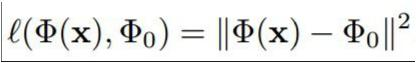 ℓ(Φ(𝐱), Φ₀) = ‖Φ(𝐱) − Φ₀‖²